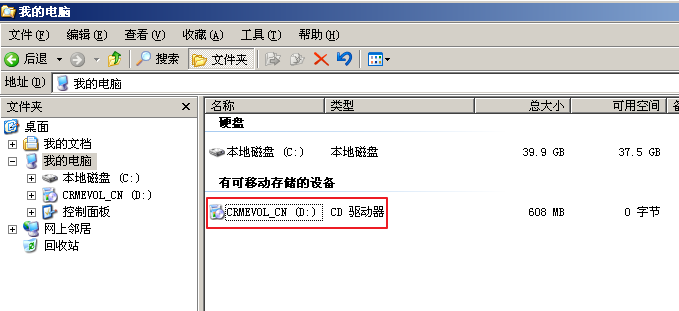 我的电脑
文件(F) 编辑(E) 查看(V) 收藏(A) 工具(T) 帮助(H)
后退 搜索 文件夹
地址(D) 我的电脑
文件夹 名称 类型 总大小 可用空间
桌面
我的文档
我的电脑
本地磁盘 (C:)
CRMEVOL_CN (D:)
控制面板
网上邻居
回收站
硬盘
本地磁盘 (C:) 本地磁盘 39.9 GB 37.5 GB
有可移动存储的设备
CRMEVOL_CN (D:) CD 驱动器 608 MB 0 字节